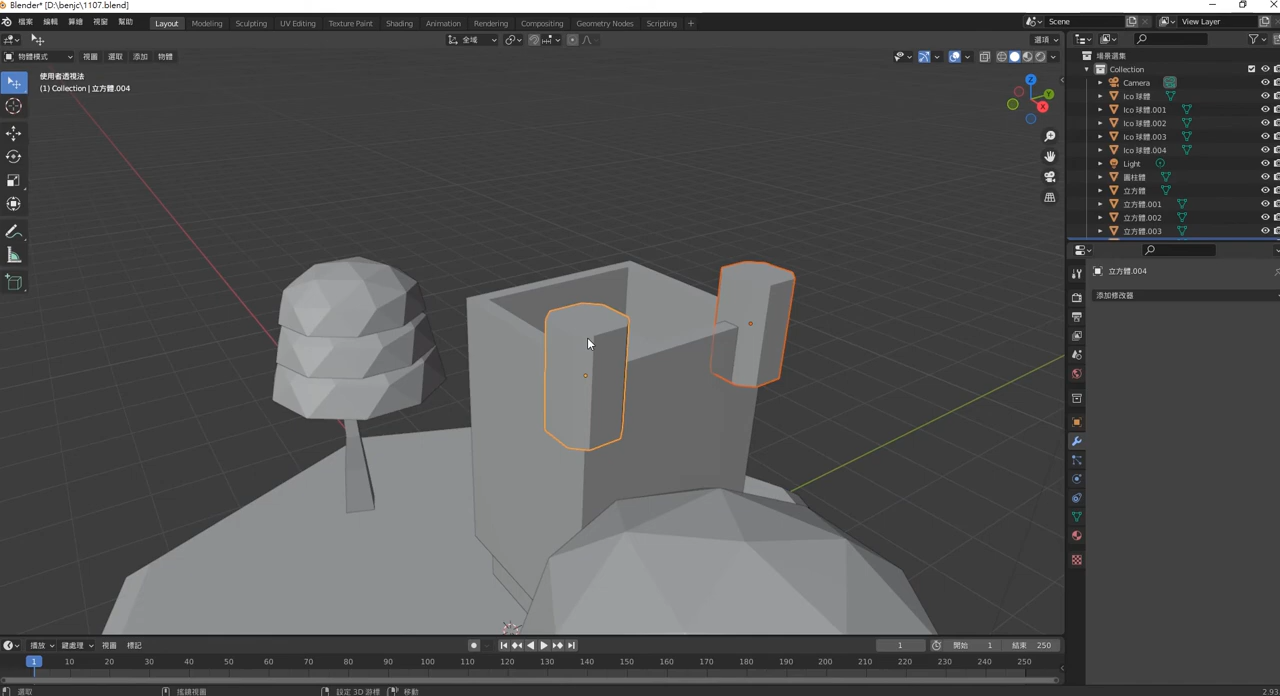 Blender* [D:\benjc\1107.blend]
檔案 編輯 算繪 視窗 幫助 Layout Modeling Sculpting UV Editing Texture Paint Shading Animation Rendering Compositing Geometry Nodes Scripting + Scene View Layer
全域 選項
物體模式 視圖 選取 添加 物體
使用者透視法
(1) Collection | 立方體.004
Z
Y
X
場景選集
Collection
Camera
Ico 球體
Ico 球體.001
Ico 球體.002
Ico 球體.003
Ico 球體.004
Light
圓柱體
立方體
立方體.001
立方體.002
立方體.003
立方體.004
添加修改器
播放 鍵處理 視圖 標記 1 開始 1 結束 250
1 10 20 30 40 50 60 70 80 90 100 110 120 130 140 150 160 170 180 190 200 210 220 230 240 250
選取 搖鏡視圖 設定 3D 游標 移動 2.93